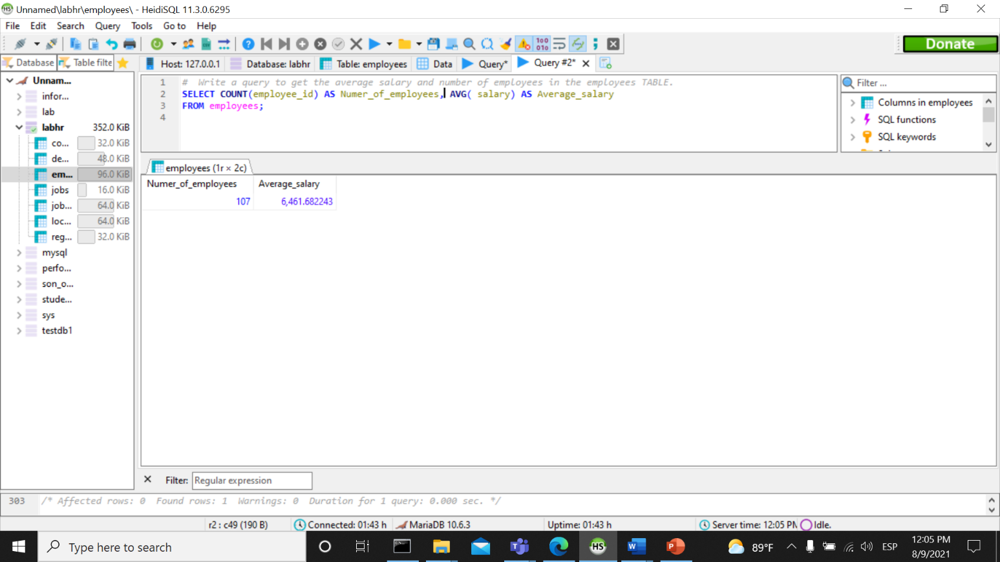 Unnamed\labhr\employees\ - HeidiSQL 11.3.0.6295
File Edit Search Query Tools Go to Help
Donate
Database Table filte Host: 127.0.0.1 Database: labhr Table: employees Data Query* Query #2*
Unnam...
infor...
lab
labhr 352.0 KiB
co... 32.0 KiB
de... 48.0 KiB
em... 96.0 KiB
jobs 16.0 KiB
job... 64.0 KiB
loc... 64.0 KiB
reg... 32.0 KiB
mysql
perfo...
son_o...
stude...
sys
testdb1
1 # Write a query to get the average salary and number of employees in the employees TABLE.
2 SELECT COUNT(employee_id) AS Numer_of_employees, AVG( salary) AS Average_salary
3 FROM employees;
4
Filter ...
Columns in employees
SQL functions
SQL keywords
employees (1r × 2c)
Numer_of_employees Average_salary
107 6,461.682243
Filter: Regular expression
303 /* Affected rows: 0 Found rows: 1 Warnings: 0 Duration for 1 query: 0.000 sec. */
r2 : c49 (190 B) Connected: 01:43 h MariaDB 10.6.3 Uptime: 01:43 h Server time: 12:05 PM Idle.
Type here to search
89°F ESP
12:05 PM
8/9/2021